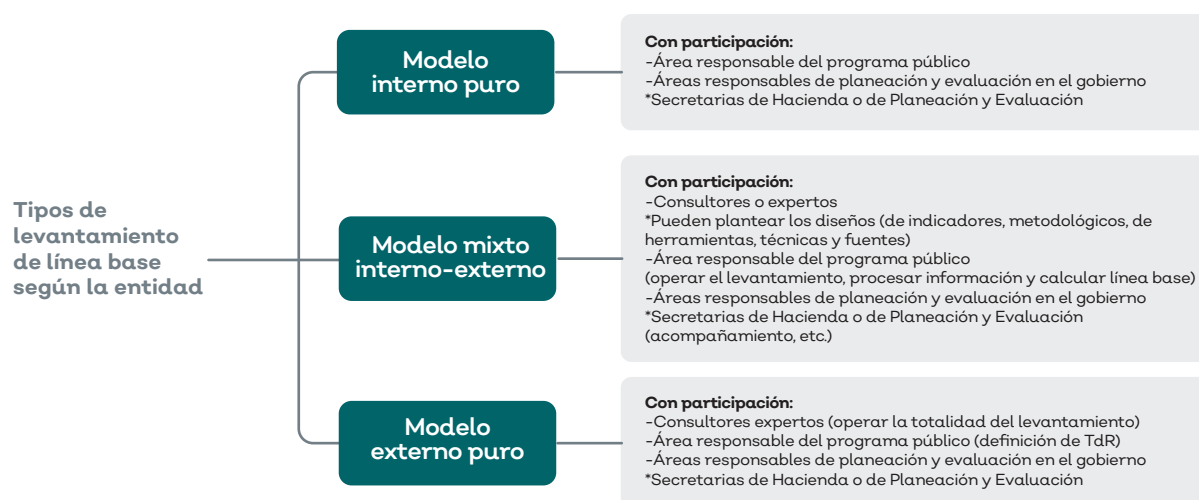 Tipos de
levantamiento
de línea base
según la entidad
Modelo
interno puro
Con participación:
-Área responsable del programa público
-Áreas responsables de planeación y evaluación en el gobierno
*Secretarias de Hacienda o de Planeación y Evaluación
Modelo mixto
interno-externo
Con participación:
-Consultores o expertos
*Pueden plantear los diseños (de indicadores, metodológicos, de
herramientas, técnicas y fuentes)
-Área responsable del programa público
(operar el levantamiento, procesar información y calcular línea base)
-Áreas responsables de planeación y evaluación en el gobierno
*Secretarias de Hacienda o de Planeación y Evaluación
(acompañamiento, etc.)
Modelo
externo puro
Con participación:
-Consultores expertos (operar la totalidad del levantamiento)
-Área responsable del programa público (definición de TdR)
-Áreas responsables de planeación y evaluación en el gobierno
*Secretarias de Hacienda o de Planeación y Evaluación